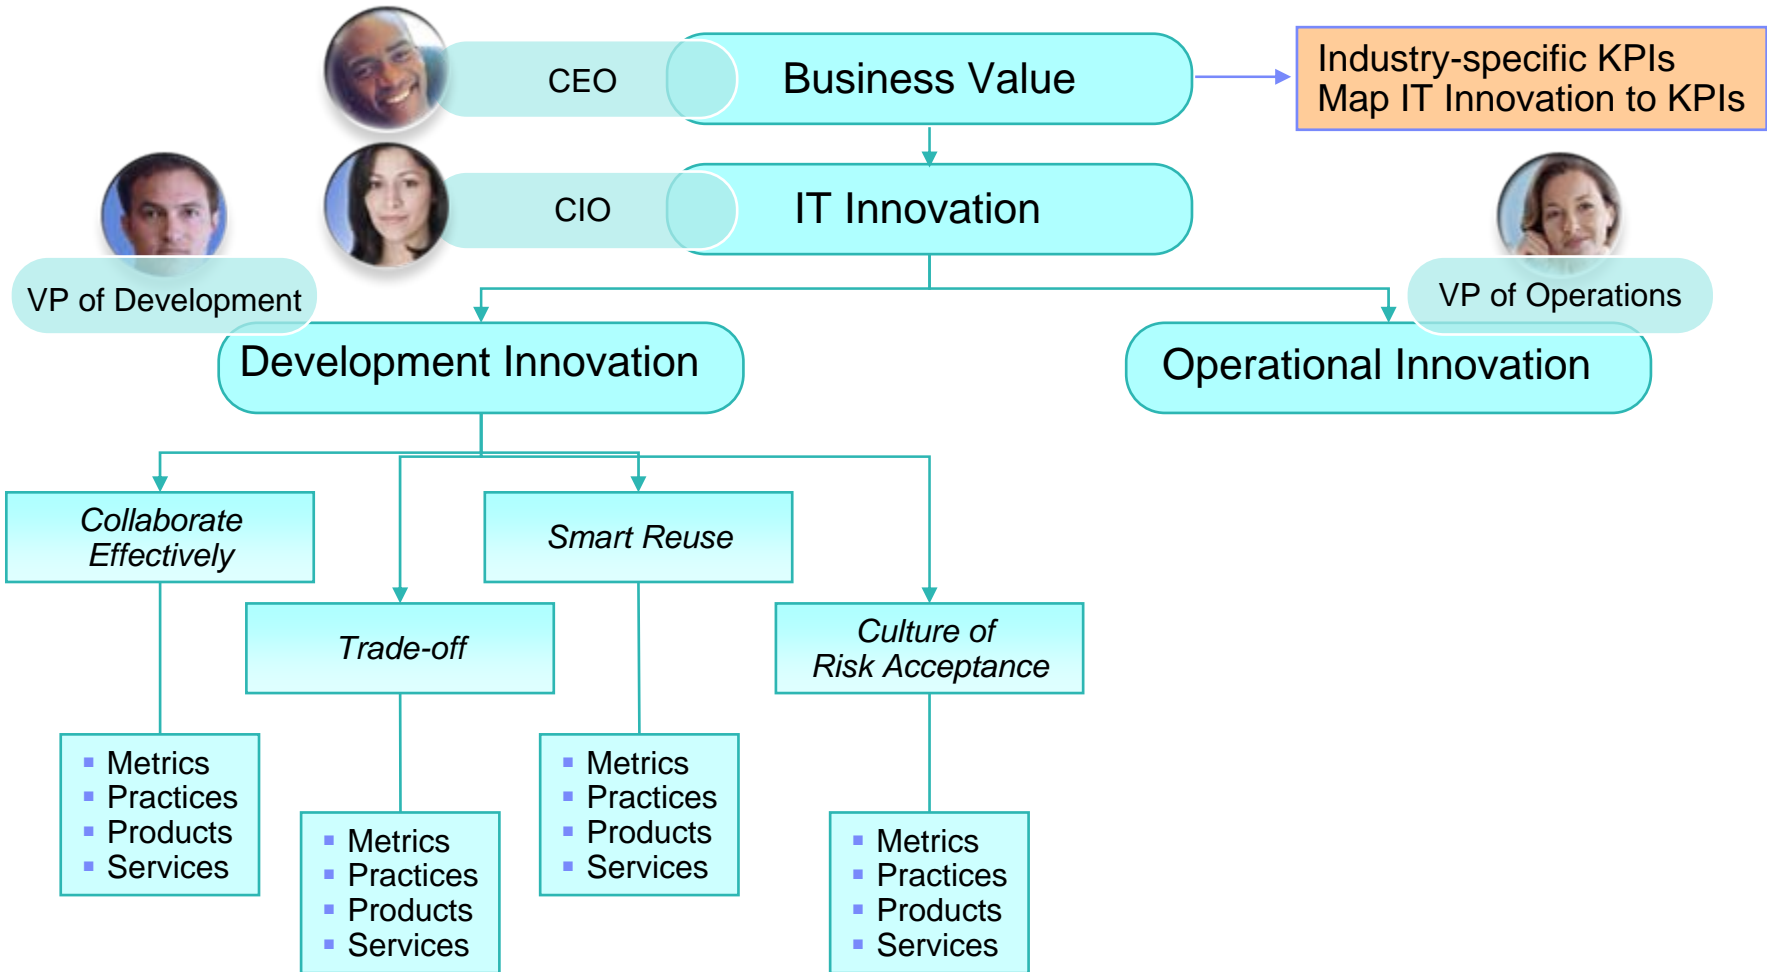 CEO
Business Value
Industry-specific KPIs
Map IT Innovation to KPIs
CIO
IT Innovation
VP of Development
VP of Operations
Development Innovation
Operational Innovation
Collaborate
Effectively
Smart Reuse
Trade-off
Culture of
Risk Acceptance
▪ Metrics
▪ Practices
▪ Products
▪ Services
▪ Metrics
▪ Practices
▪ Products
▪ Services
▪ Metrics
▪ Practices
▪ Products
▪ Services
▪ Metrics
▪ Practices
▪ Products
▪ Services